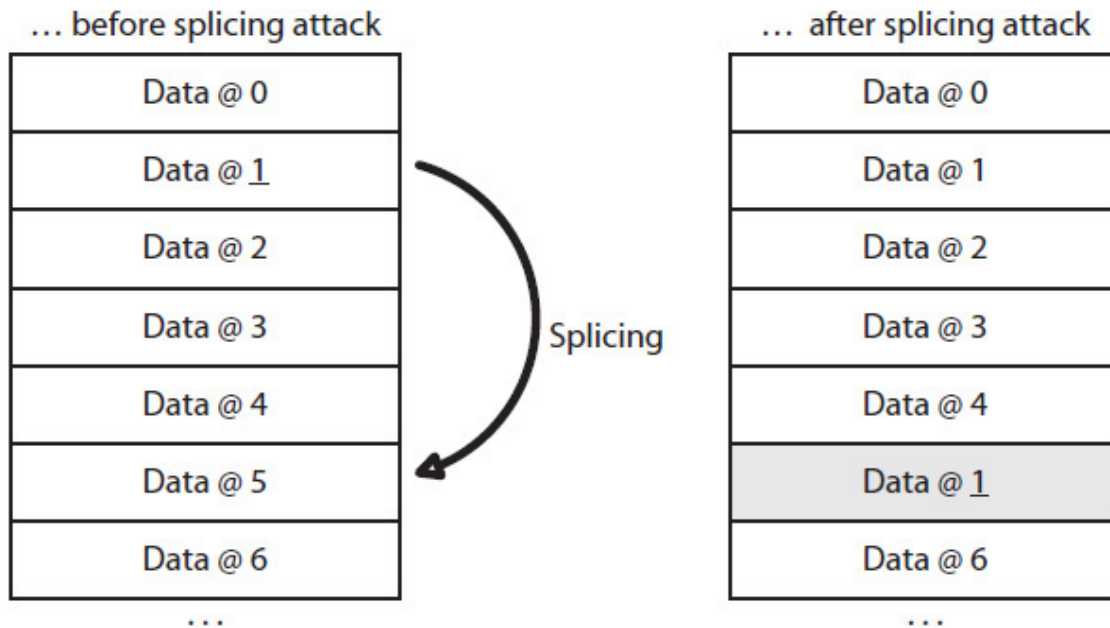 ... before splicing attack
Data @ 0
Data @ 1
Data @ 2
Data @ 3
Data @ 4
Data @ 5
Data @ 6
...
Splicing
... after splicing attack
Data @ 0
Data @ 1
Data @ 2
Data @ 3
Data @ 4
Data @ 1
Data @ 6
...